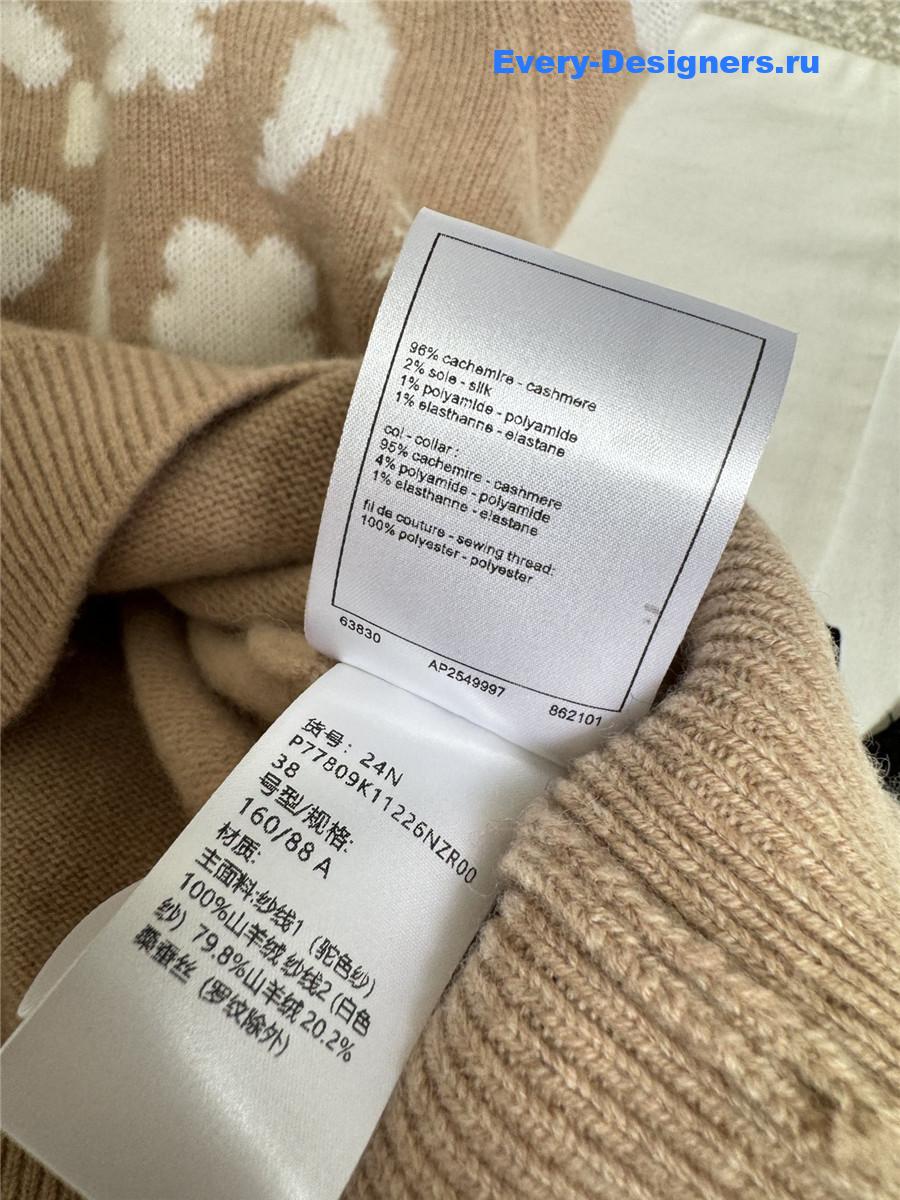 Every-Designers.ru
96% cachemire - cashmere
2% soie - silk
1% polyamide - polyamide
1% elasthanne - elastane
col - collar :
95% cachemire - cashmere
4% polyamide - polyamide
1% elasthanne - elastane
fil de couture - sewing thread:
100% polyester - polyester
63830 AP2549997 862101
货号: 24N
P77809K11226NZR00
38
号型/规格:
160/88 A
材质:
主面料:纱线1 (驼色纱)
100%山羊绒 纱线2 (白色
纱) 79.8%山羊绒 20.2%
桑蚕丝 (罗纹除外)